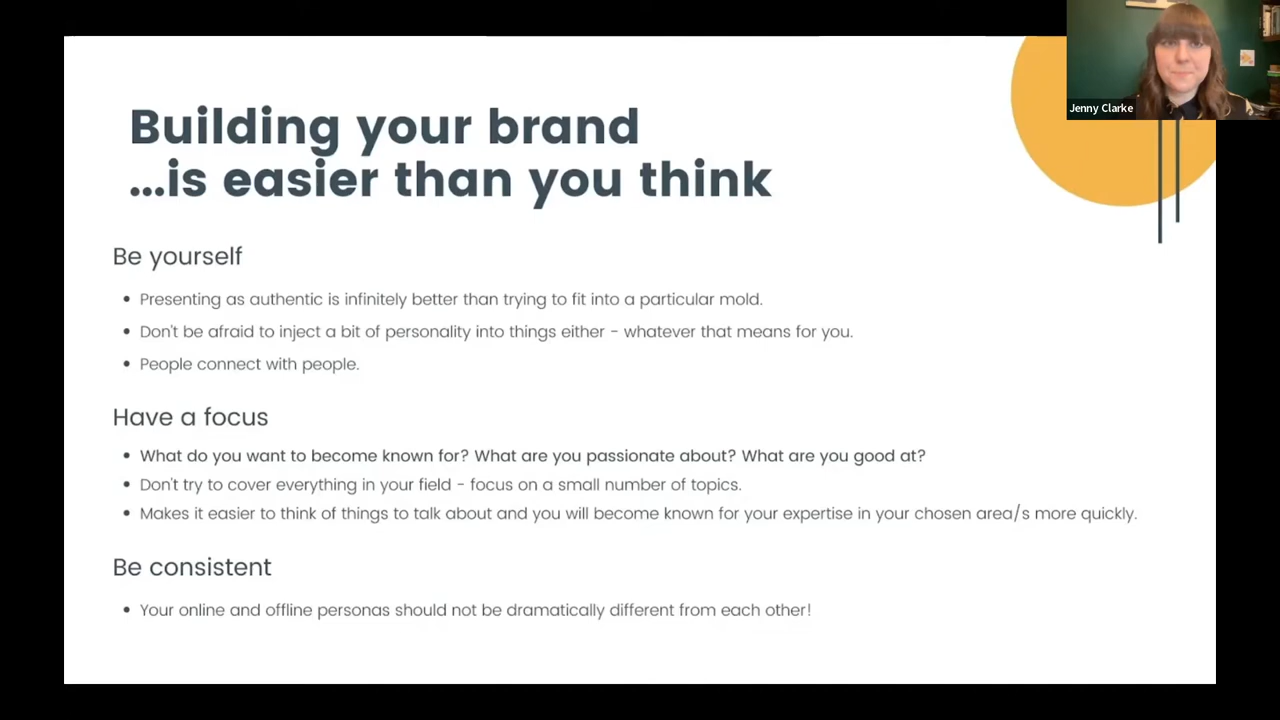 Building your brand
...is easier than you think
Jenny Clarke
Be yourself
Presenting as authentic is infinitely better than trying to fit into a particular mold.
Don't be afraid to inject a bit of personality into things either - whatever that means for you.
People connect with people.
Have a focus
What do you want to become known for? What are you passionate about? What are you good at?
Don't try to cover everything in your field - focus on a small number of topics.
Makes it easier to think of things to talk about and you will become known for your expertise in your chosen area/s more quickly.
Be consistent
Your online and offline personas should not be dramatically different from each other!